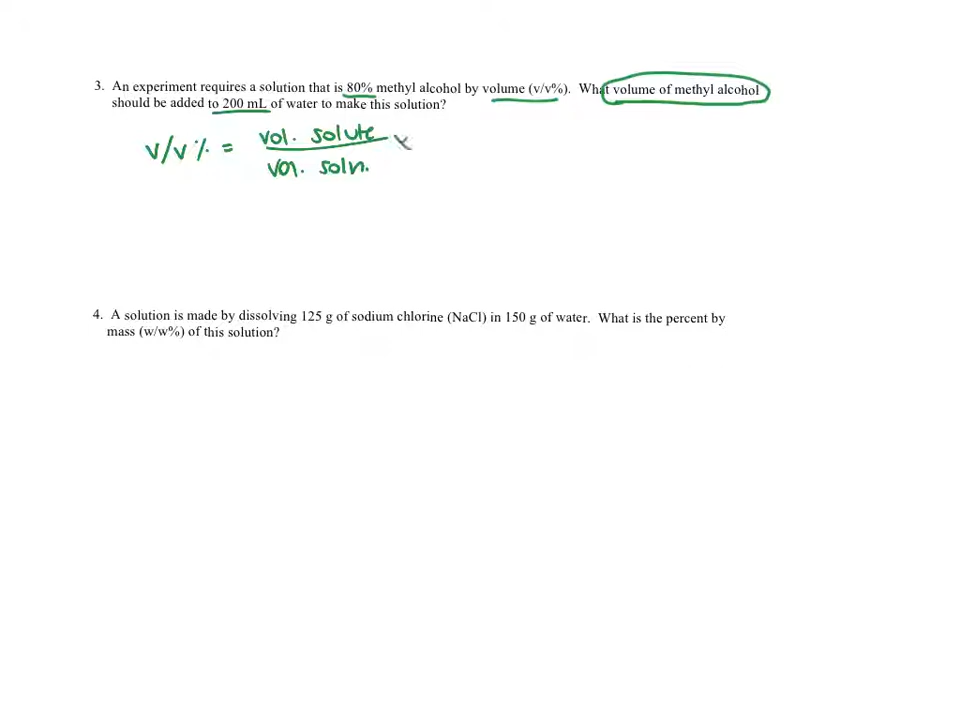 3. An experiment requires a solution that is 80% methyl alcohol by volume (v/v%). What volume of methyl alcohol
should be added to 200 mL of water to make this solution?
v/v % = vol. solute x
vol. soln.
4. A solution is made by dissolving 125 g of sodium chlorine (NaCl) in 150 g of water. What is the percent by
mass (w/w%) of this solution?